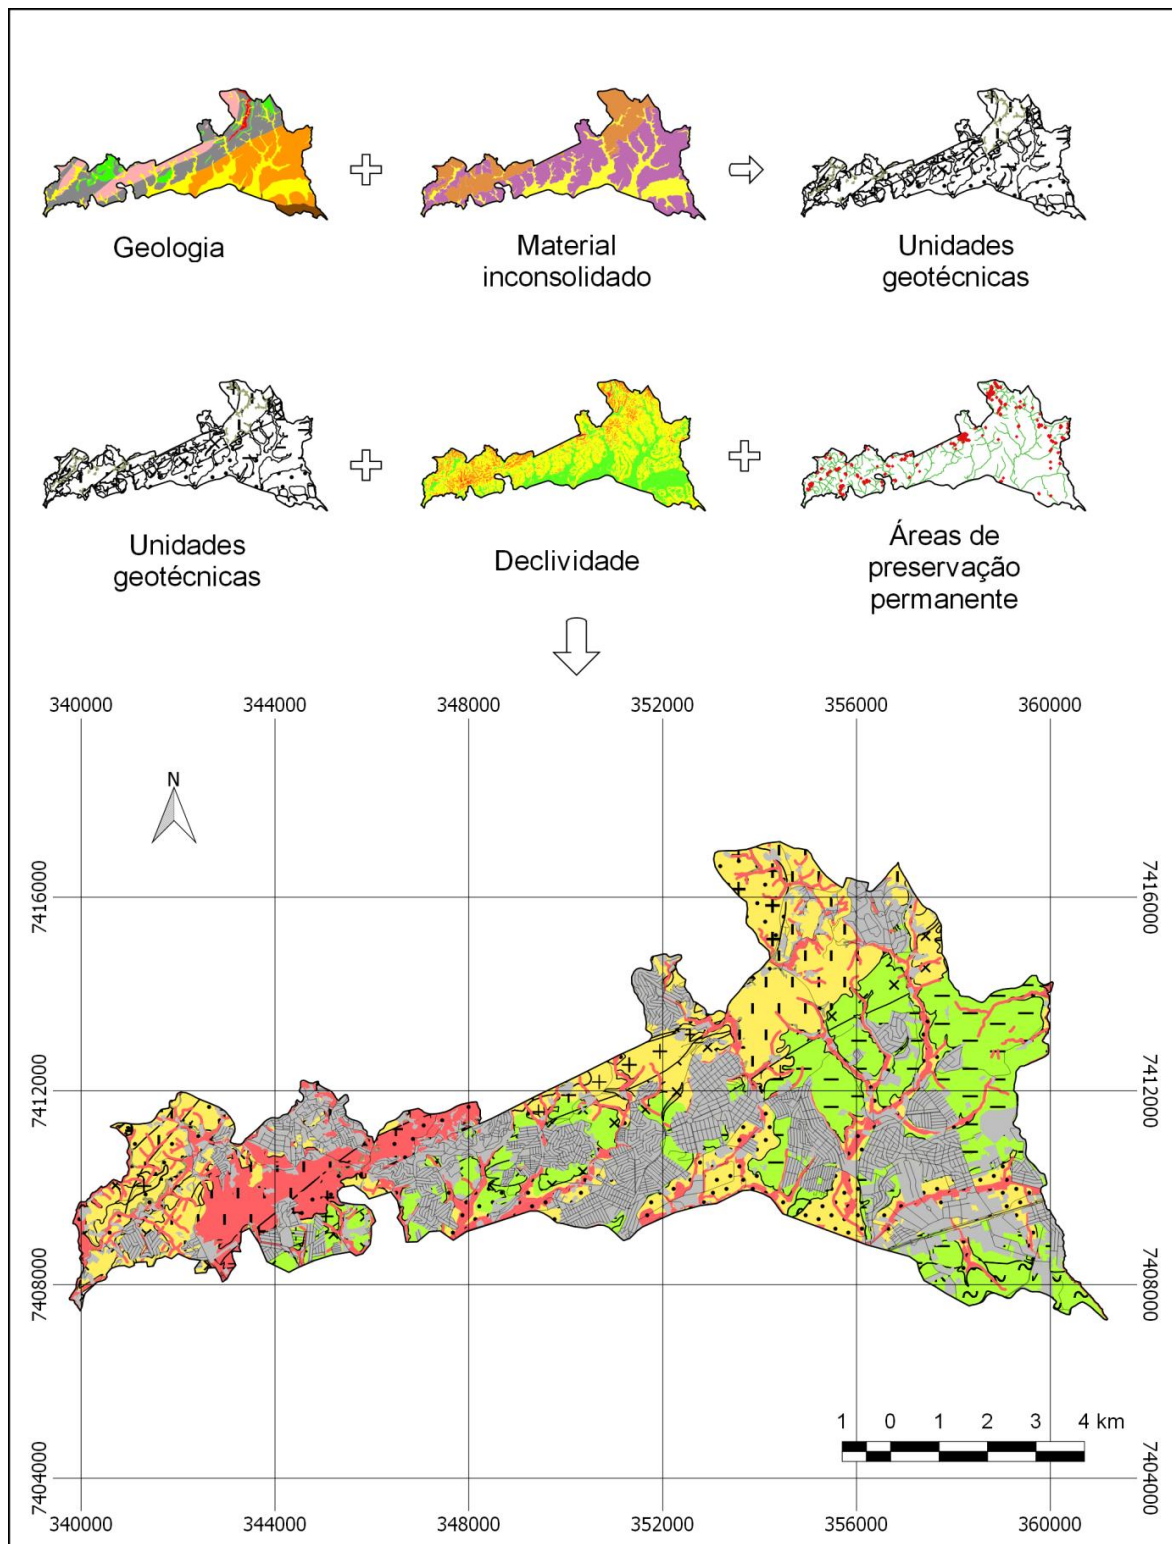 Geologia
Material
inconsolidado
Unidades
geotécnicas
Unidades
geotécnicas
Declividade
Áreas de
preservação
permanente
340000 344000 348000 352000 356000 360000
N
7416000 7416000
7412000 7412000
7408000 7408000
1 0 1 2 3 4 km
7404000 7404000
340000 344000 348000 352000 356000 360000